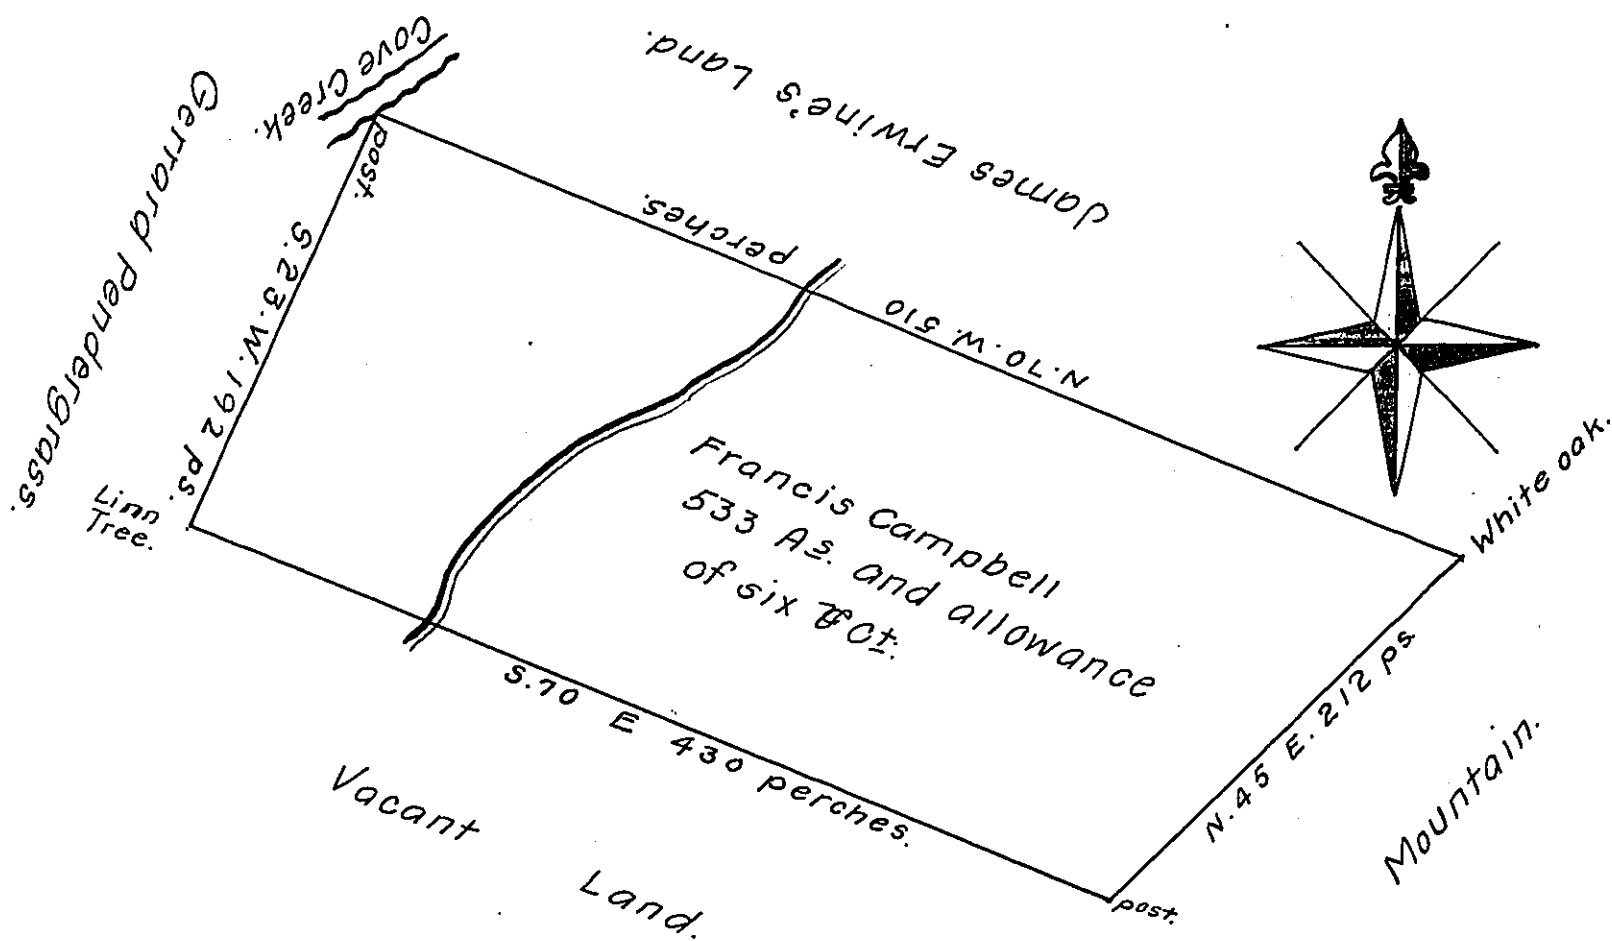 Cove Creek.
James Erwine's Land.
Gerrard Pendergrass.
post.
perches.
N.70.W. 510
S.23.W.192 ps.
Linn
Tree.
White oak.
Francis Campbell
533 As. and allowance
of six ⅌ Ct.
S.70 E 430 perches.
N.45 E. 212 ps
Mountain.
Vacant
Land.
post.